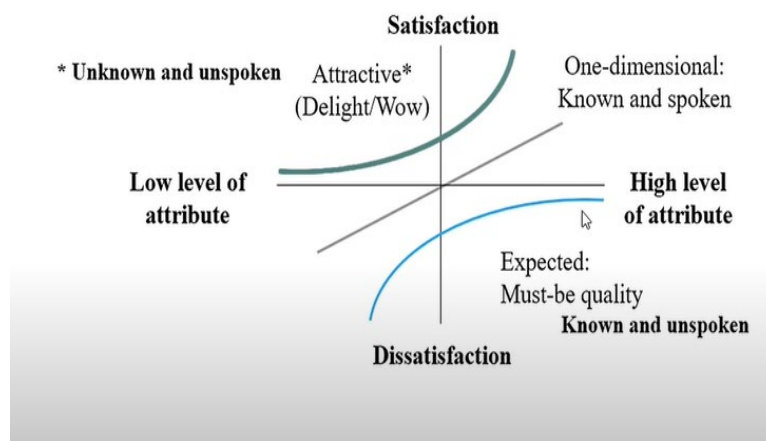 Satisfaction
* Unknown and unspoken
Attractive*
(Delight/Wow)
One-dimensional:
Known and spoken
Low level of
attribute
High level
of attribute
Expected:
Must-be quality
Known and unspoken
Dissatisfaction